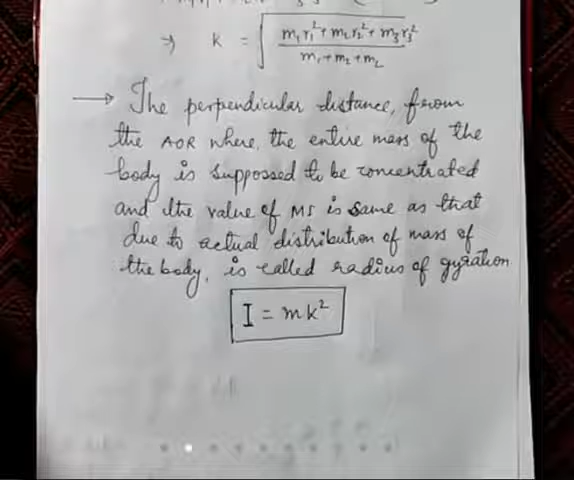 → K = √(m₁r₁² + m₂r₂² + m₃r₃² / m₁+m₂+m₂)
→ The perpendicular distance, from
the AOR where, the entire mass of the
body is suppossed to be concentrated
and the value of MI is same as that
due to actual distribution of mass of
the body, is called radius of gyration
I = mk²